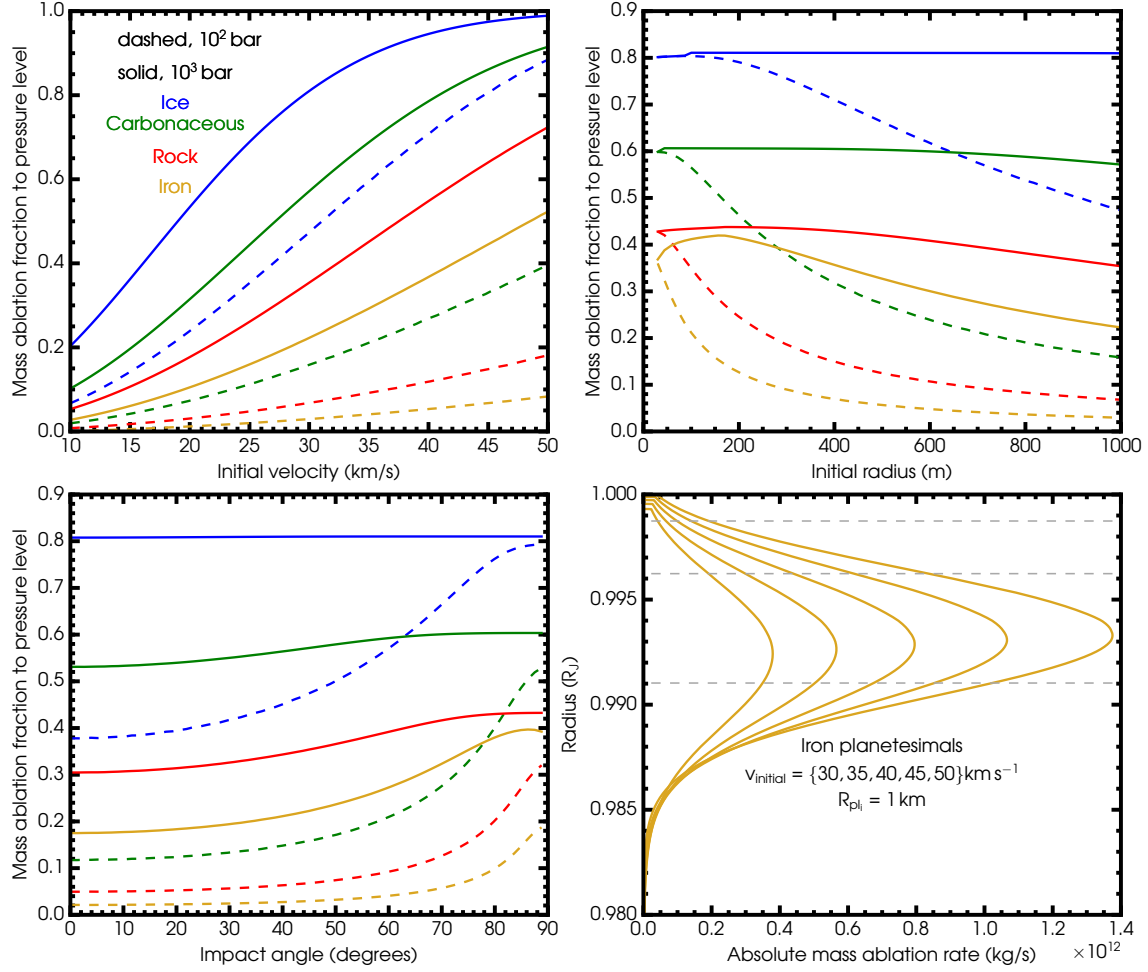 Mass ablation fraction to pressure level
1.0
0.8
0.6
0.4
0.2
0.0
dashed, 10² bar
solid, 10³ bar
Ice
Carbonaceous
Rock
Iron
10 15 20 25 30 35 40 45 50
Initial velocity (km/s)
Mass ablation fraction to pressure level
0.9
0.8
0.7
0.6
0.5
0.4
0.3
0.2
0.1
0.0
0 200 400 600 800 1000
Initial radius (m)
Mass ablation fraction to pressure level
0.9
0.8
0.7
0.6
0.5
0.4
0.3
0.2
0.1
0.0
0 10 20 30 40 50 60 70 80 90
Impact angle (degrees)
Radius (R_J)
1.000
0.995
0.990
0.985
0.980
Iron planetesimals
v_initial = {30, 35, 40, 45, 50} km s⁻¹
R_pl_i = 1 km
0.0 0.2 0.4 0.6 0.8 1.0 1.2 1.4
Absolute mass ablation rate (kg/s) ×10¹²